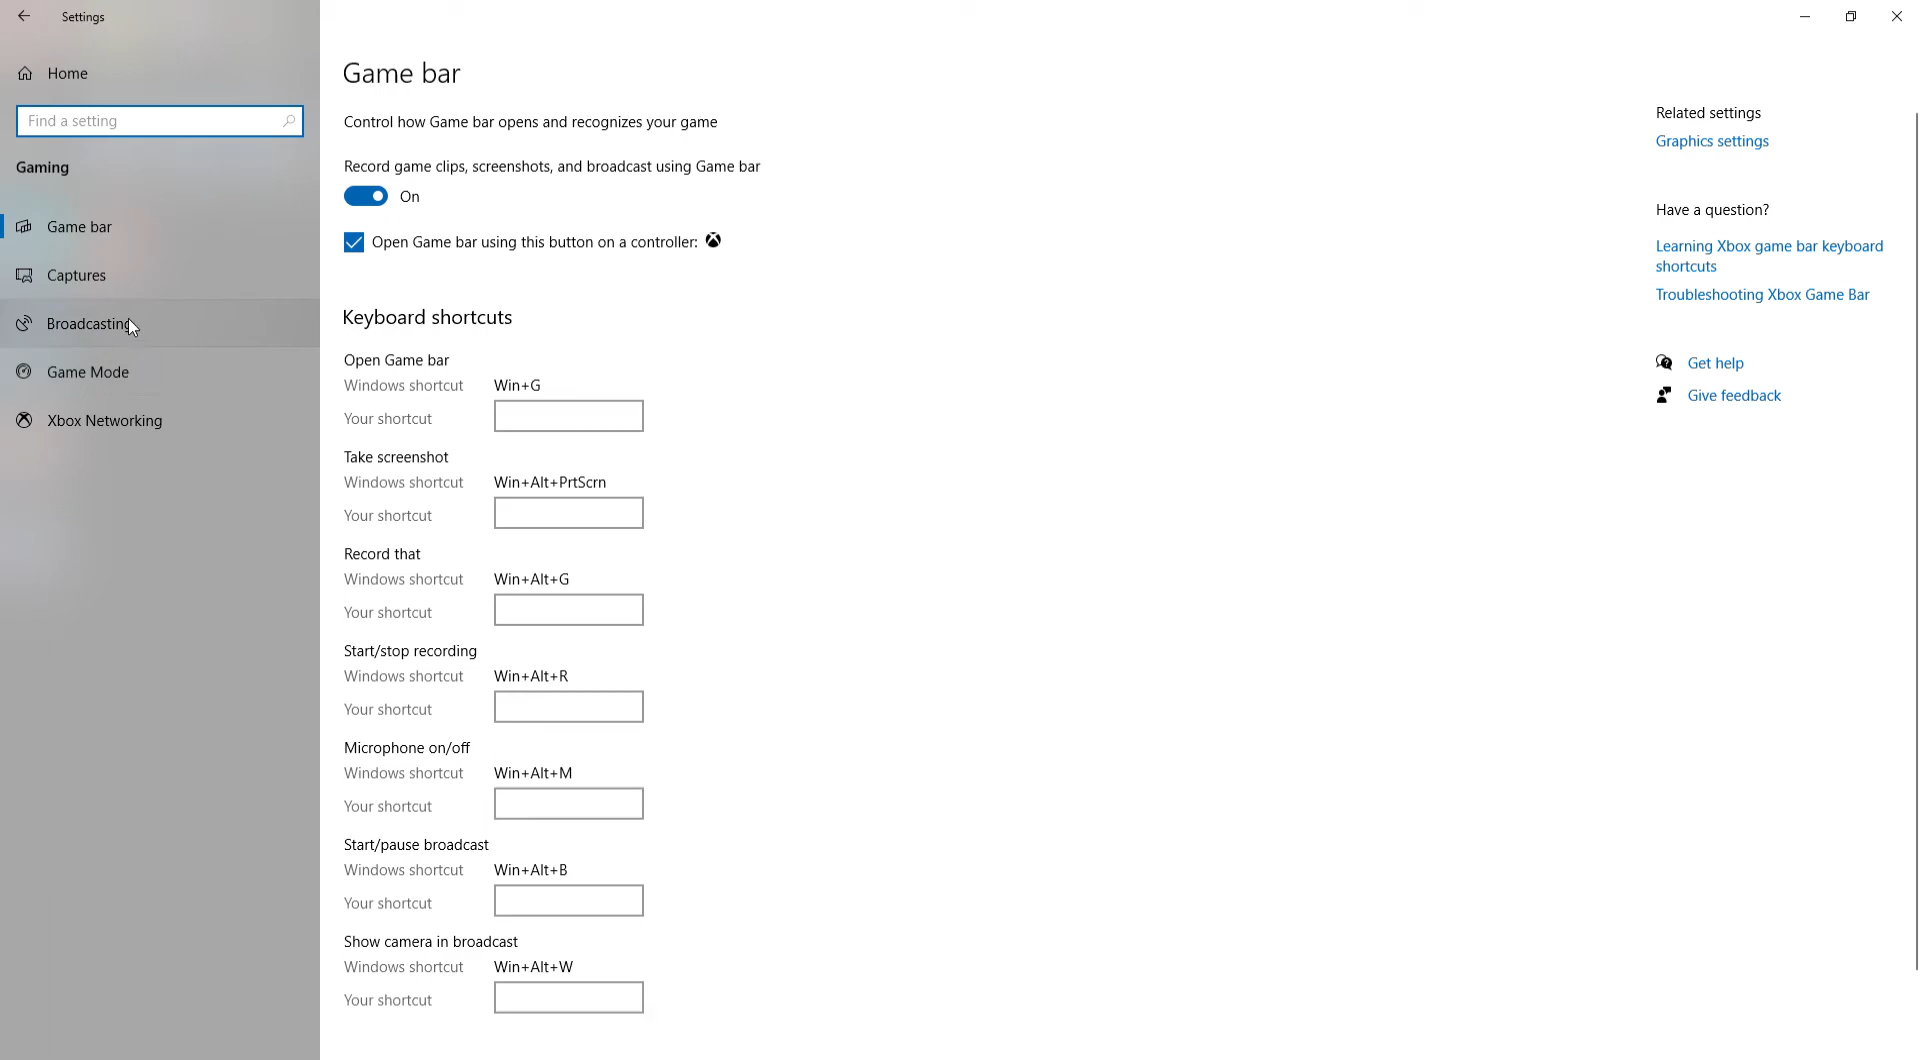 Settings
Home
Find a setting
Gaming
Game bar
Captures
Broadcasting
Game Mode
Xbox Networking
Game bar
Control how Game bar opens and recognizes your game
Record game clips, screenshots, and broadcast using Game bar
On
Open Game bar using this button on a controller:
Keyboard shortcuts
Open Game bar
Windows shortcut Win+G
Your shortcut
Take screenshot
Windows shortcut Win+Alt+PrtScrn
Your shortcut
Record that
Windows shortcut Win+Alt+G
Your shortcut
Start/stop recording
Windows shortcut Win+Alt+R
Your shortcut
Microphone on/off
Windows shortcut Win+Alt+M
Your shortcut
Start/pause broadcast
Windows shortcut Win+Alt+B
Your shortcut
Show camera in broadcast
Windows shortcut Win+Alt+W
Your shortcut
Related settings
Graphics settings
Have a question?
Learning Xbox game bar keyboard
shortcuts
Troubleshooting Xbox Game Bar
Get help
Give feedback